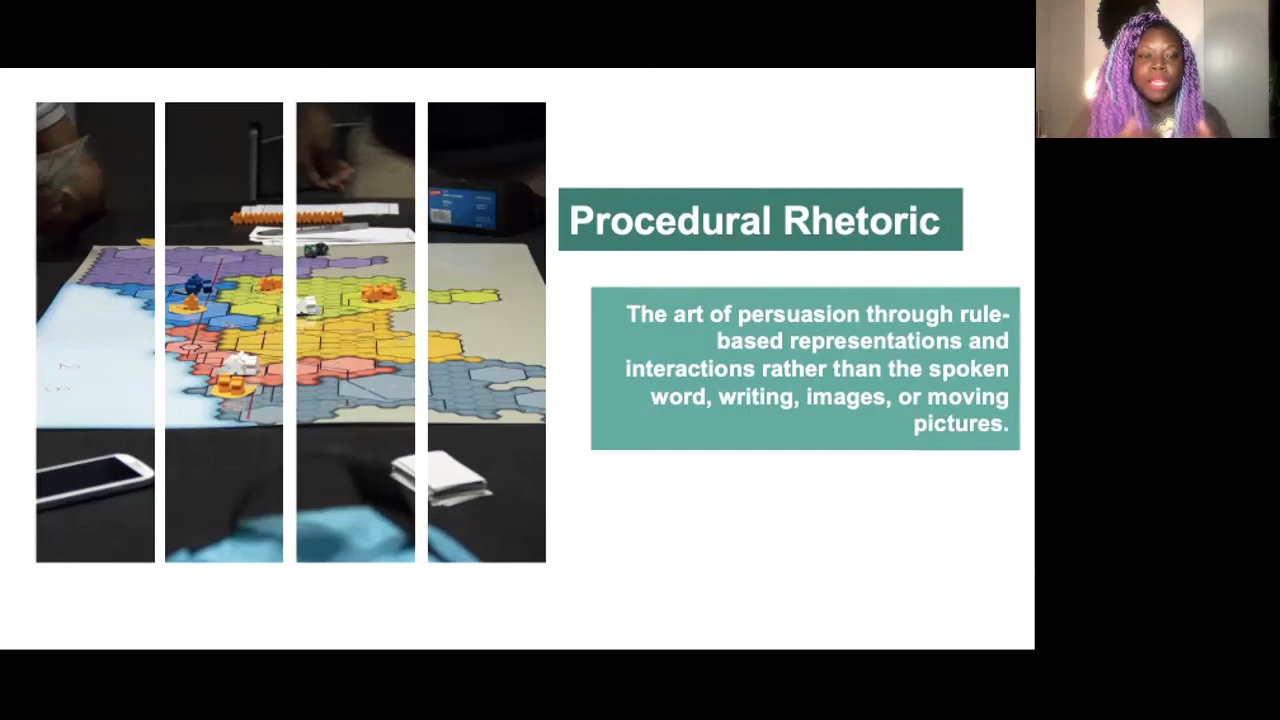 Procedural Rhetoric
The art of persuasion through rule-
based representations and
interactions rather than the spoken
word, writing, images, or moving
pictures.